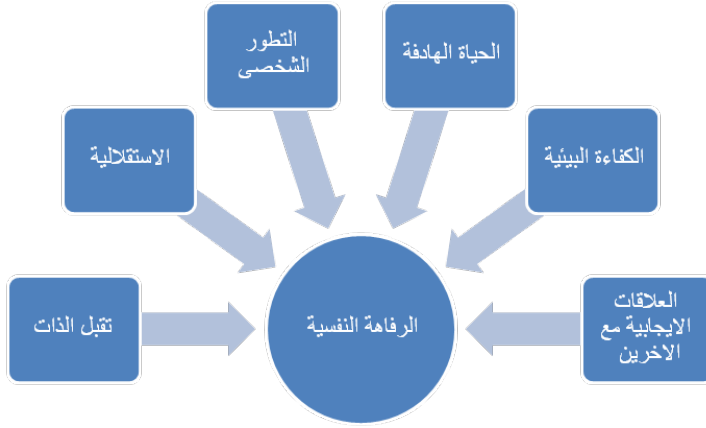 التطور
الشخصى
الحياة الهادفة
الاستقلالية
الكفاءة البيئية
تقبل الذات
الرفاهة النفسية
العلاقات
الايجابية مع
الاخرين